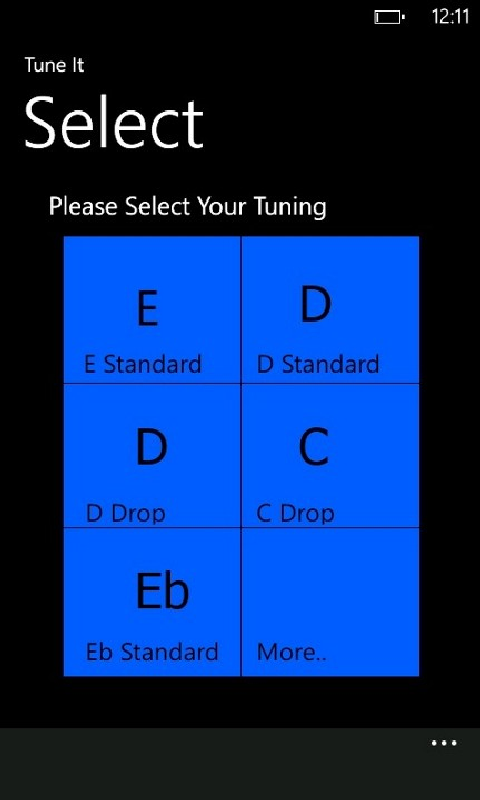 12:11
Tune It
Select
Please Select Your Tuning
E
E Standard
D
D Standard
D
D Drop
C
C Drop
Eb
Eb Standard
More..